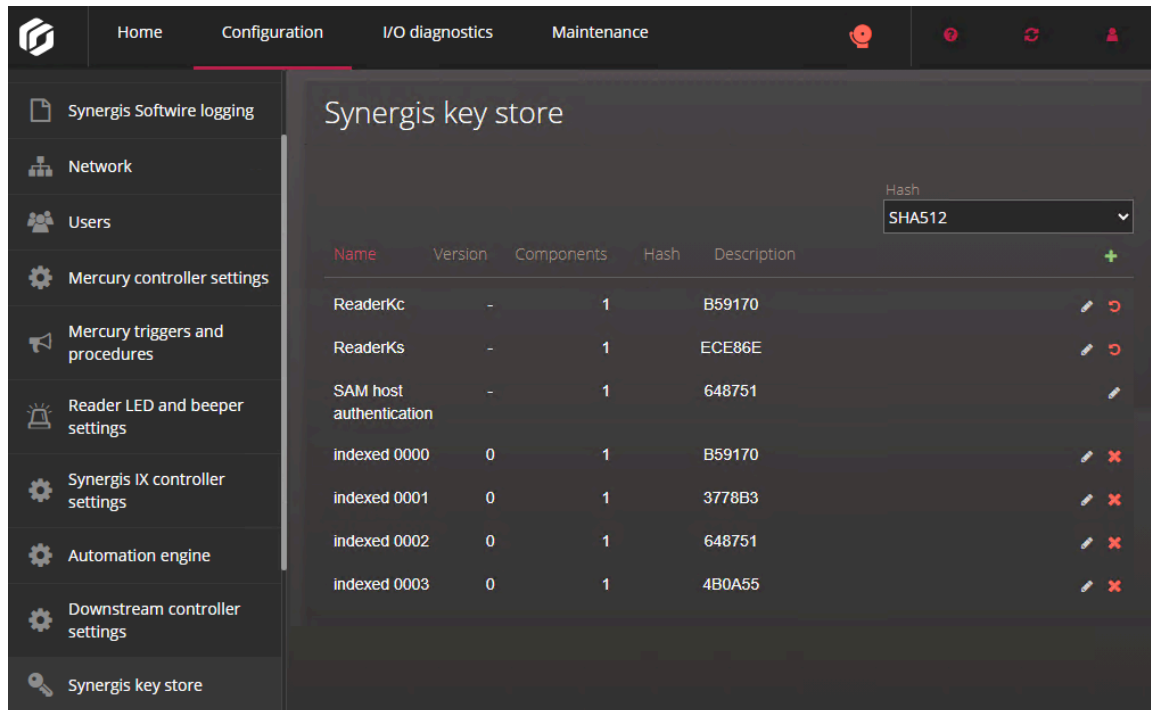 Home Configuration I/O diagnostics Maintenance
Synergis Softwire logging
Network
Users
Mercury controller settings
Mercury triggers and
procedures
Reader LED and beeper
settings
Synergis IX controller
settings
Automation engine
Downstream controller
settings
Synergis key store
Synergis key store
Hash
SHA512
Name Version Components Hash Description
ReaderKc - 1 B59170
ReaderKs - 1 ECE86E
SAM host
authentication - 1 648751
indexed 0000 0 1 B59170
indexed 0001 0 1 3778B3
indexed 0002 0 1 648751
indexed 0003 0 1 4B0A55